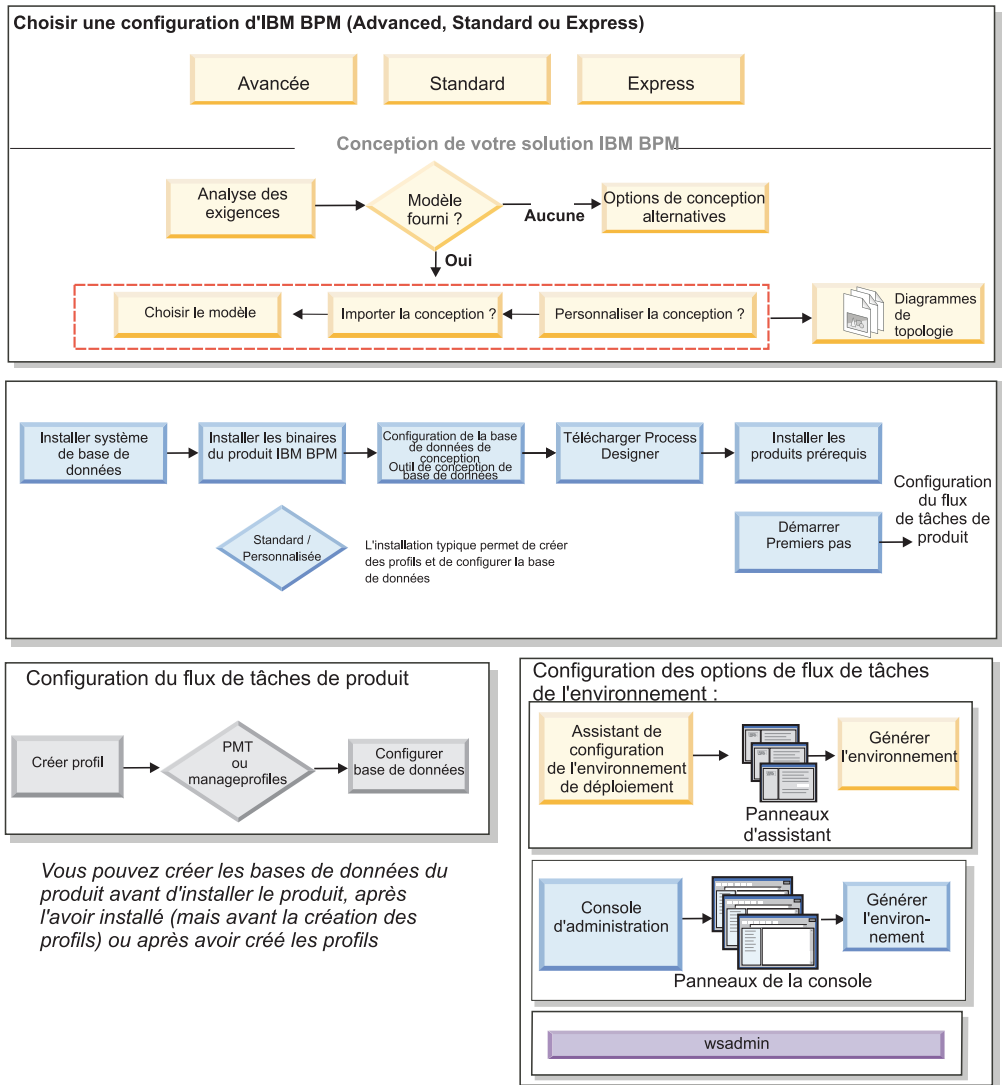 Choisir une configuration d'IBM BPM (Advanced, Standard ou Express)
Avancée
Standard
Express
Conception de votre solution IBM BPM
Analyse des
exigences
Modèle
fourni ?
Aucune
Options de conception
alternatives
Oui
Choisir le modèle
Importer la conception ?
Personnaliser la conception ?
Diagrammes
de
topologie
Installer système
de base de
données
Installer les binaires
du produit IBM BPM
Configuration de la base
de données de
conception
Outil de conception de
base de données
Télécharger Process
Designer
Installer les
produits prérequis
Standard /
Personnalisée
L'installation typique permet de créer
des profils et de configurer la base
de données
Démarrer
Premiers pas
Configuration
du flux
de tâches de
produit
Configuration du flux de tâches de produit
Créer profil
PMT
ou
manageprofiles
Configurer
base de données
Vous pouvez créer les bases de données du
produit avant d'installer le produit, après
l'avoir installé (mais avant la création des
profils) ou après avoir créé les profils
Configuration des options de flux de tâches
de l'environnement :
Assistant de
configuration
de l'environnement
de déploiement
Panneaux
d'assistant
Générer
l'environnement
Console
d'administration
Panneaux de la console
Générer
l'environ-
nement
wsadmin